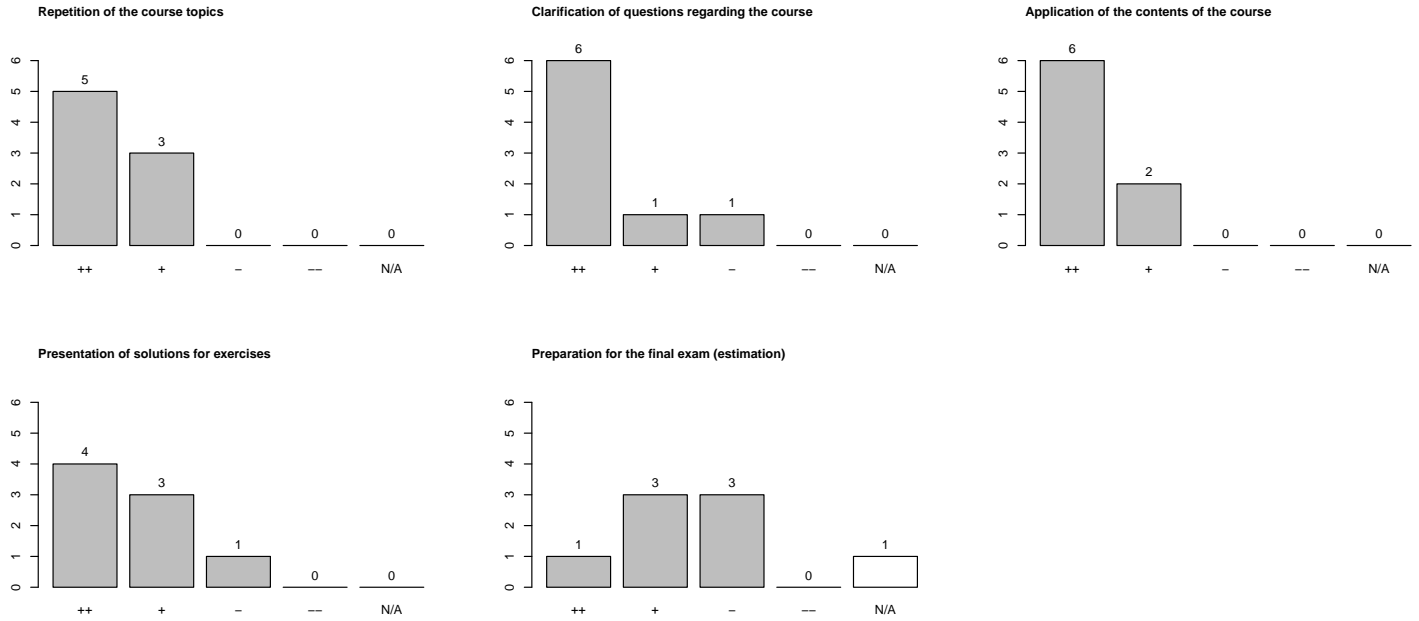 Repetition of the course topics
0 1 2 3 4 5 6
5 3 0 0 0
++ + – –– N/A
Clarification of questions regarding the course
0 1 2 3 4 5 6
6 1 1 0 0
++ + – –– N/A
Application of the contents of the course
0 1 2 3 4 5 6
6 2 0 0 0
++ + – –– N/A
Presentation of solutions for exercises
0 1 2 3 4 5 6
4 3 1 0 0
++ + – –– N/A
Preparation for the final exam (estimation)
0 1 2 3 4 5 6
1 3 3 0 1
++ + – –– N/A